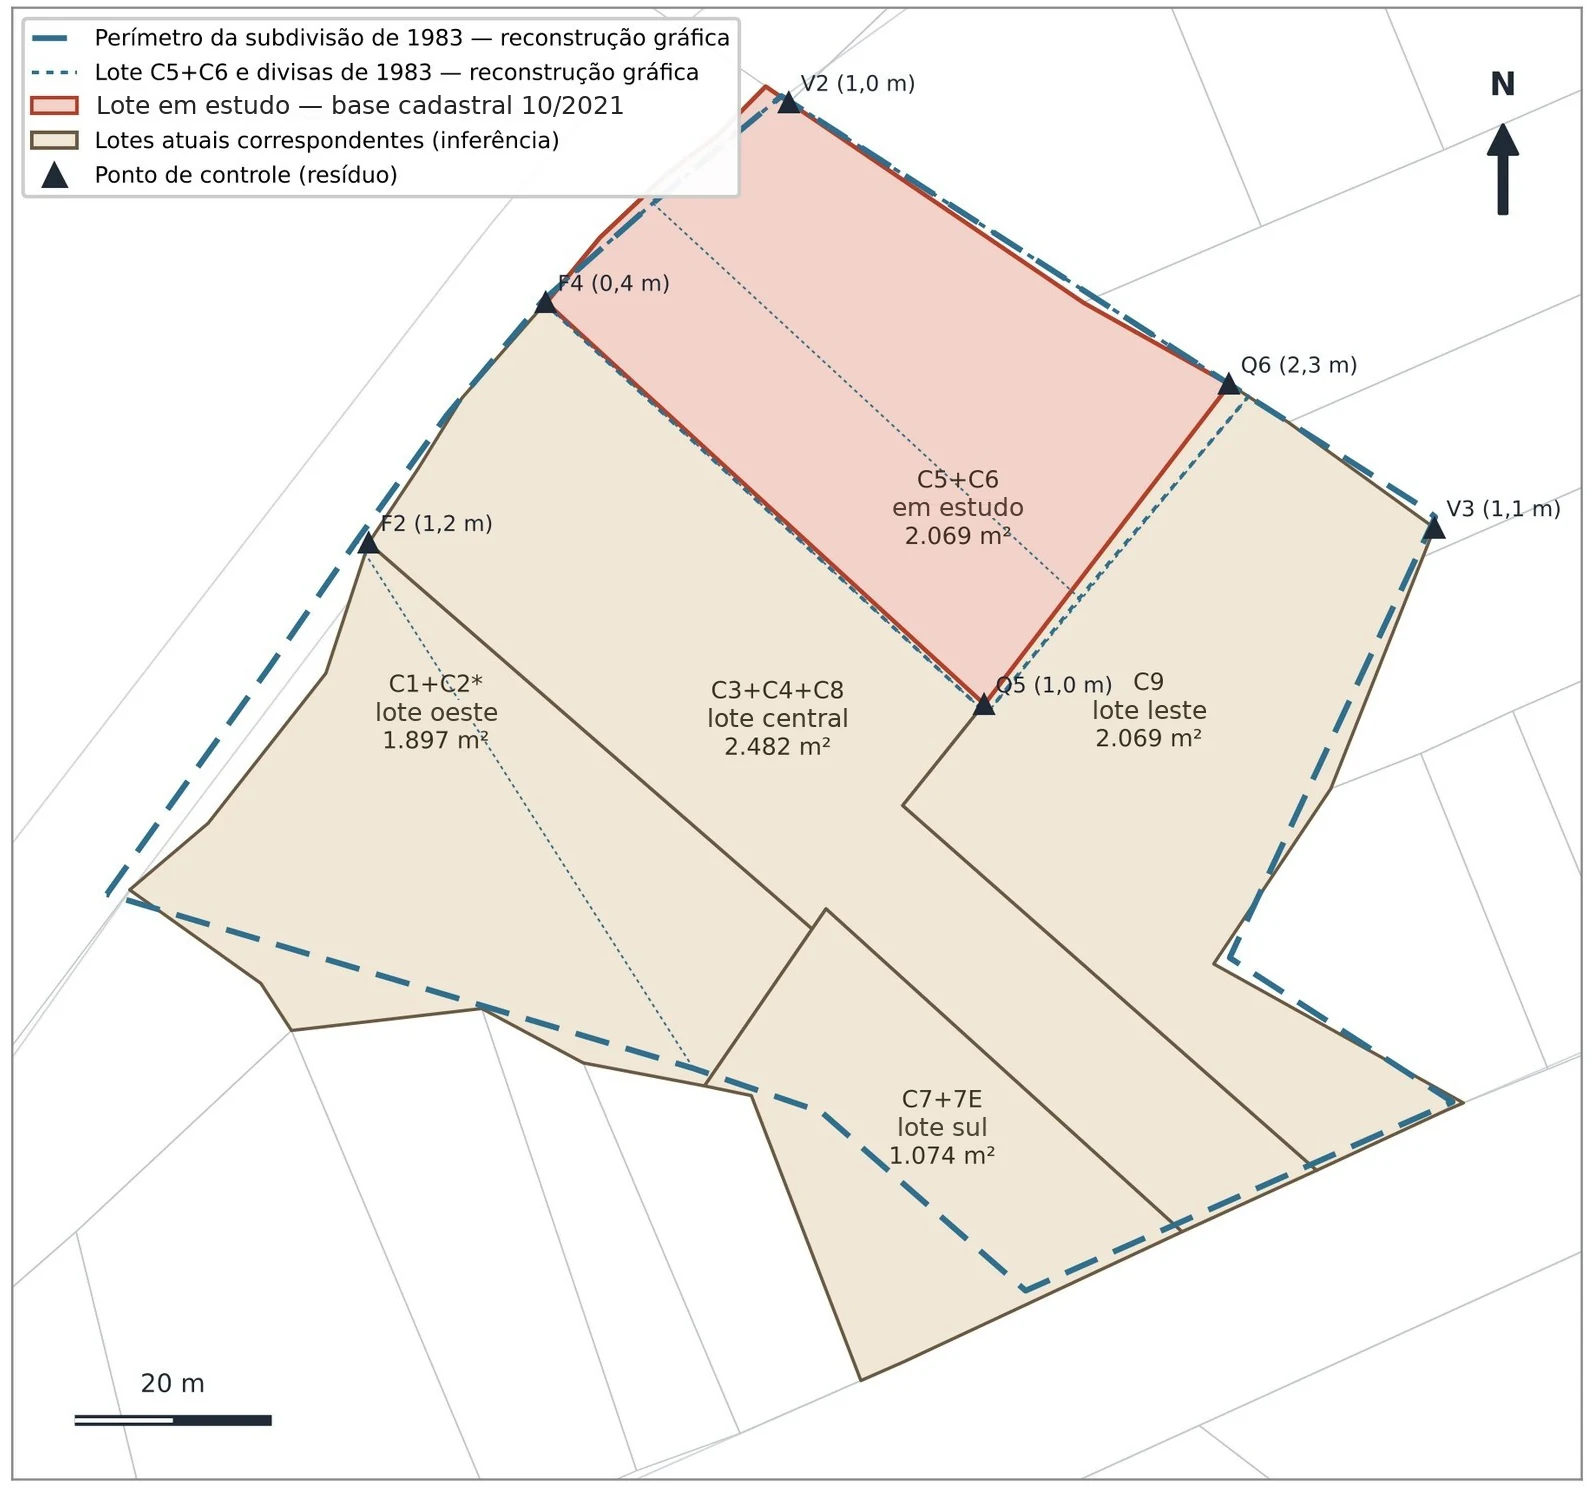 Perímetro da subdivisão de 1983 — reconstrução gráfica
Lote C5+C6 e divisas de 1983 — reconstrução gráfica
Lote em estudo — base cadastral 10/2021
Lotes atuais correspondentes (inferência)
Ponto de controle (resíduo)
V2 (1,0 m)
N
F4 (0,4 m)
Q6 (2,3 m)
C5+C6
em estudo
2.069 m²
V3 (1,1 m)
F2 (1,2 m)
C1+C2*
lote oeste
1.897 m²
C3+C4+C8
lote central
2.482 m²
Q5 (1,0 m)
C9
lote leste
2.069 m²
C7+7E
lote sul
1.074 m²
20 m